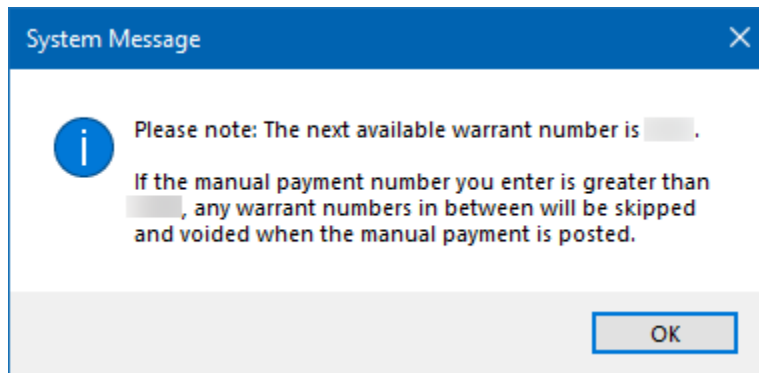 System Message
Please note: The next available warrant number is .
If the manual payment number you enter is greater than
, any warrant numbers in between will be skipped
and voided when the manual payment is posted.
OK